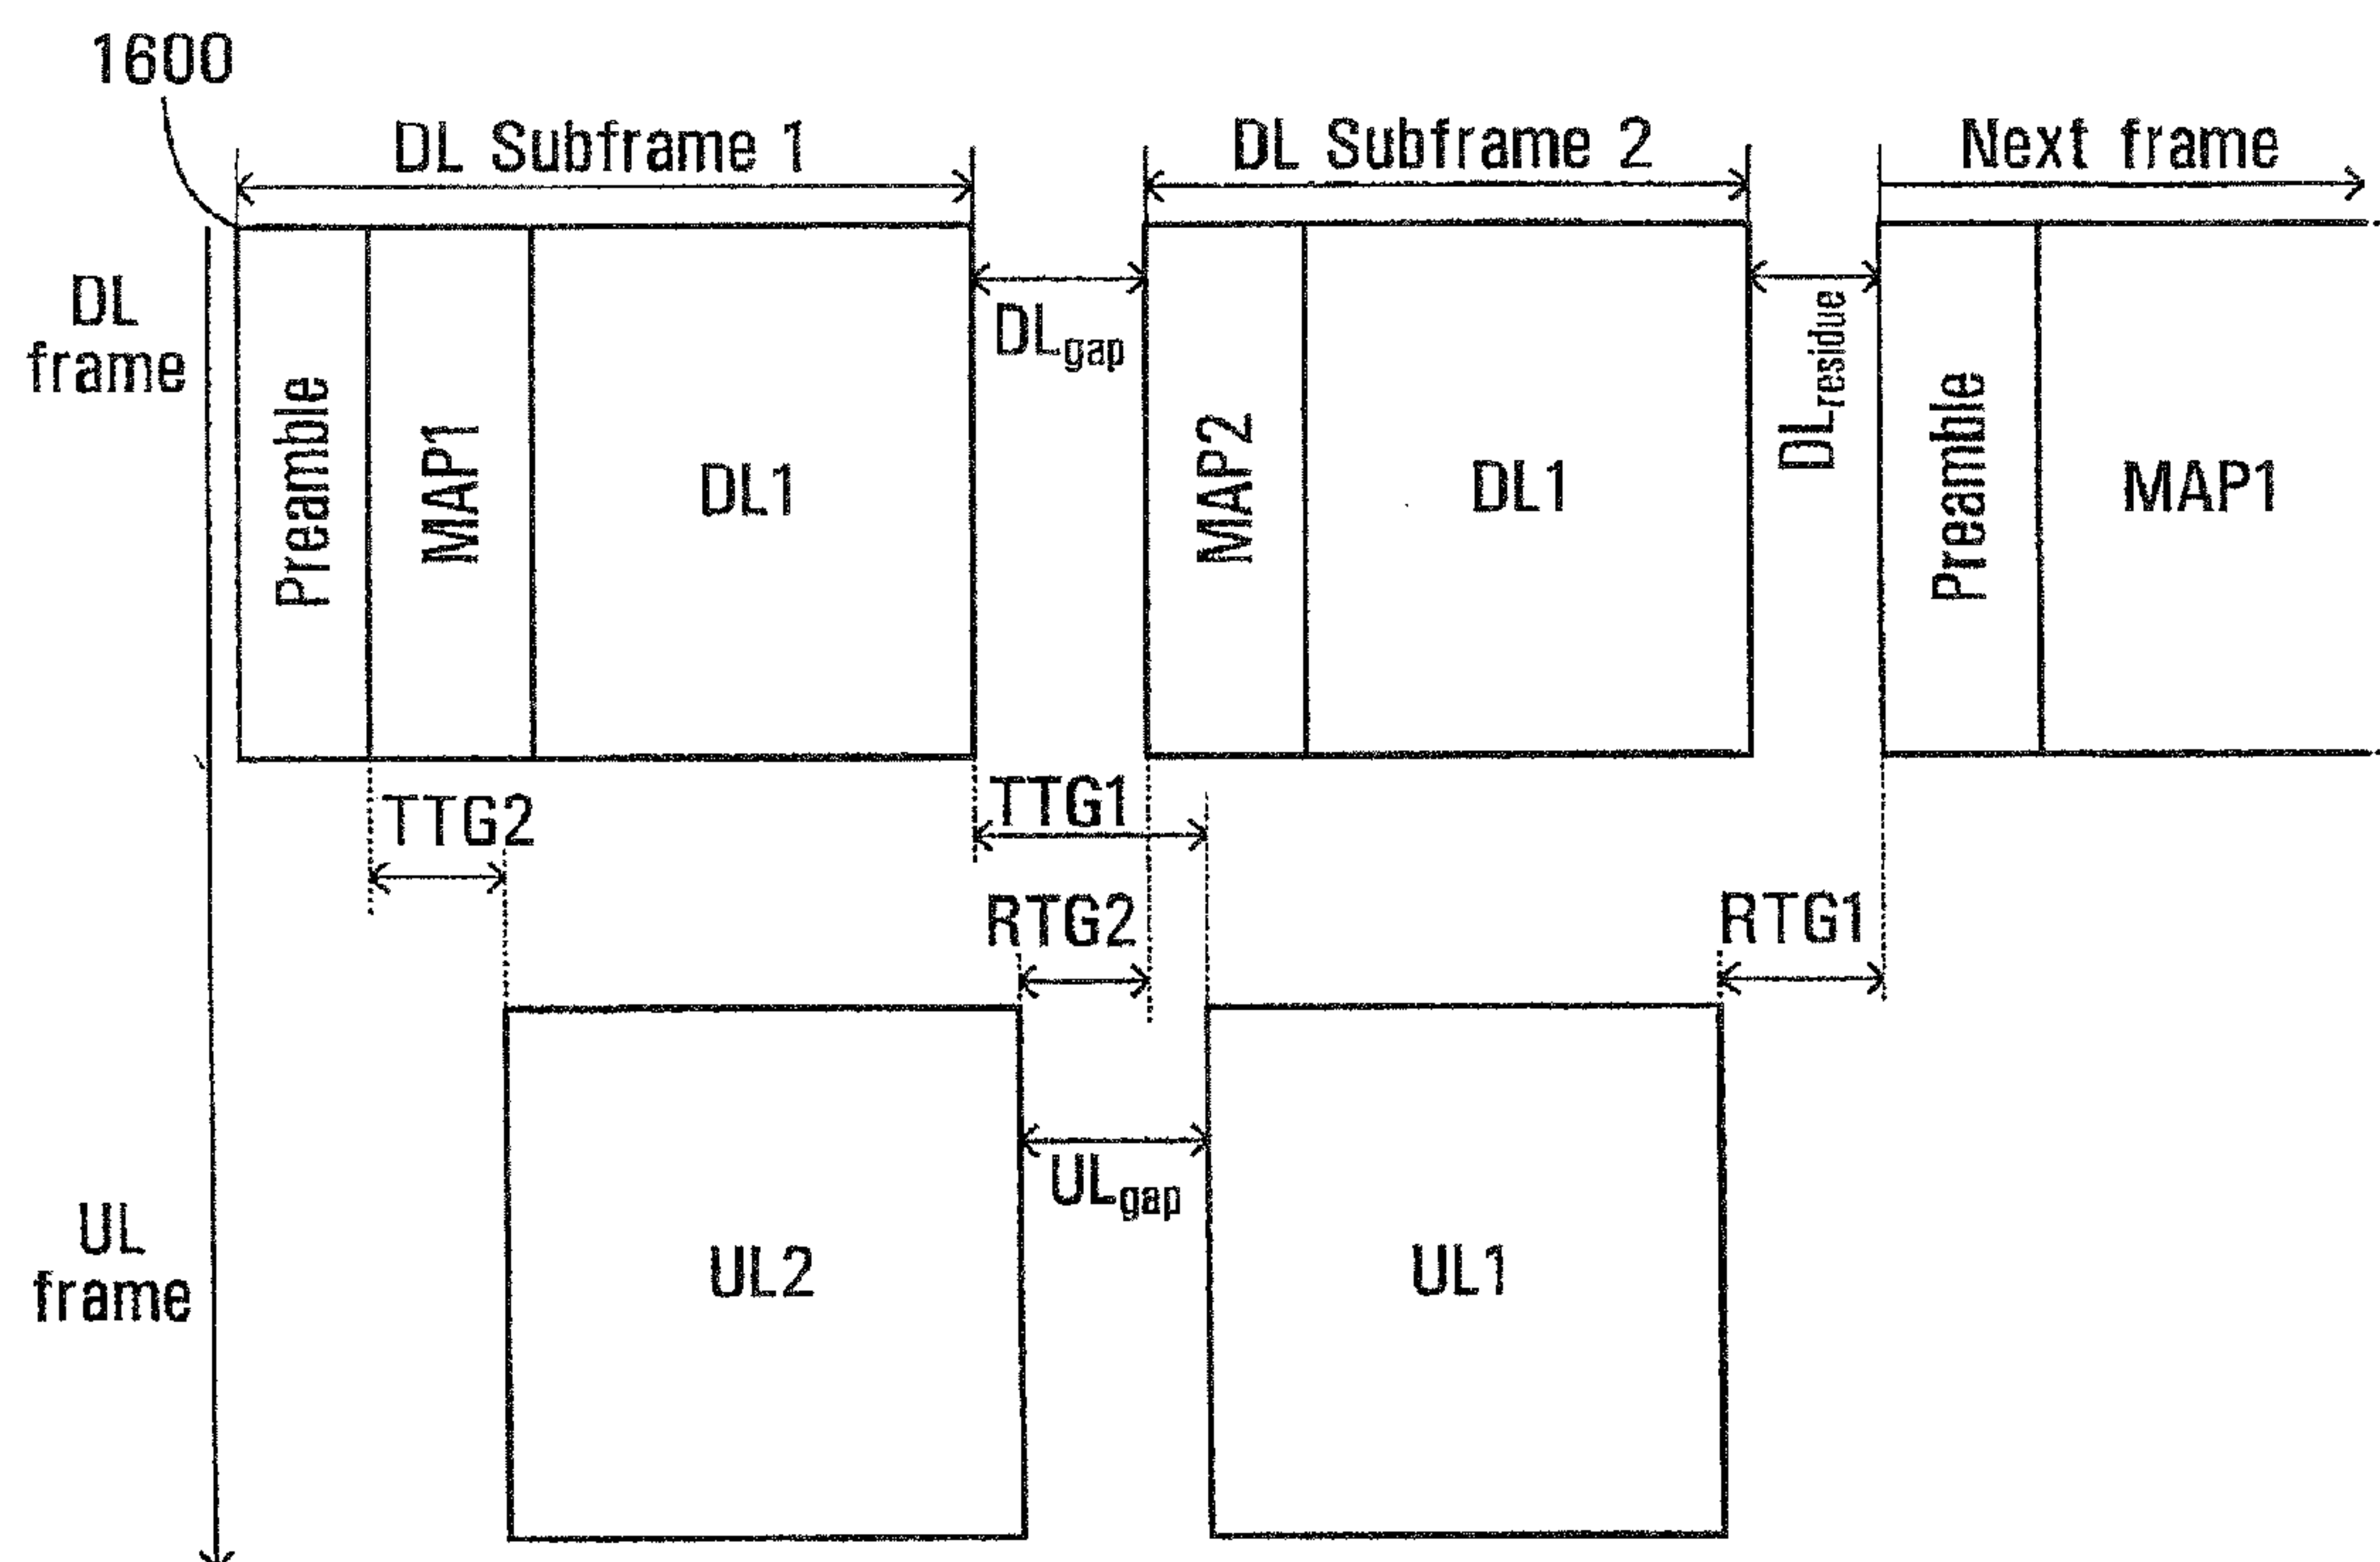 1600
DL Subframe 1
DL Subframe 2
Next frame
DL
frame
Preamble
MAP1
DL1
DLgap
MAP2
DL1
DLresidue
Preamble
MAP1
TTG2
TTG1
RTG2
RTG1
UL
frame
UL2
ULgap
UL1